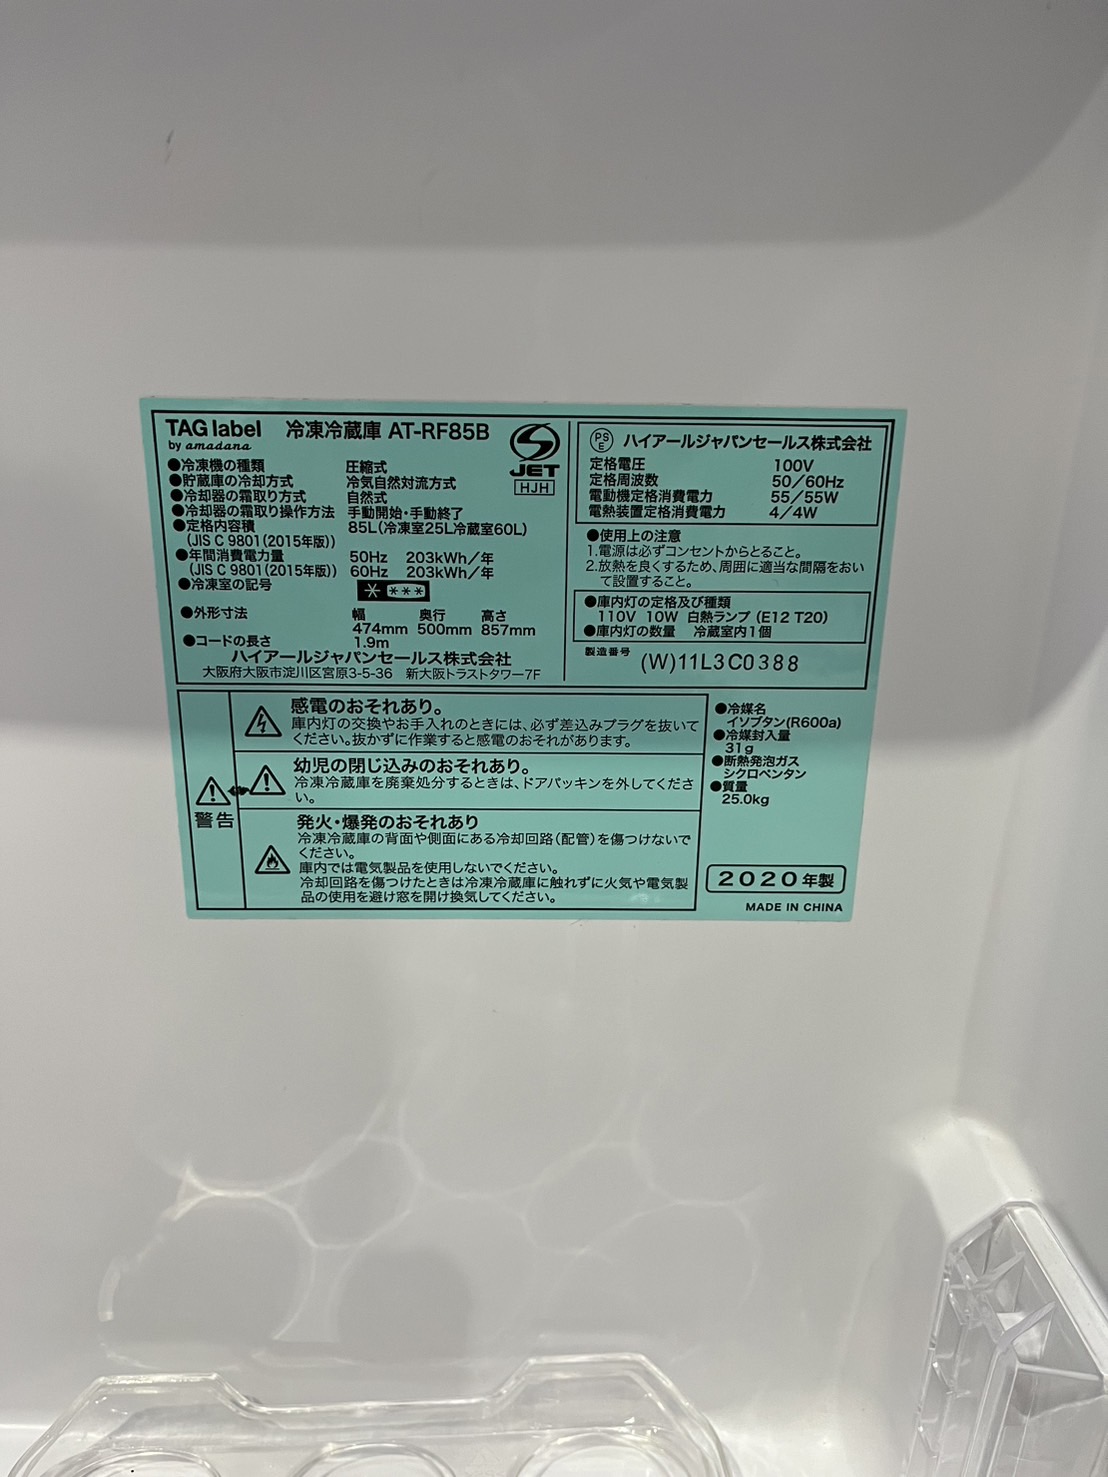 TAG label 冷凍冷蔵庫 AT-RF85B
by amadana
JET
HJH
●冷凍機の種類 圧縮式
●貯蔵庫の冷却方式 冷気自然対流方式
●冷却器の霜取り方式 自然式
●冷却器の霜取り操作方法 手動開始・手動終了
●定格内容積 85L(冷凍室25L冷蔵室60L)
(JIS C 9801(2015年版))
●年間消費電力量 50Hz 203kWh/年
(JIS C 9801(2015年版)) 60Hz 203kWh/年
●冷凍室の記号 * ***
●外形寸法 幅 奥行 高さ
474mm 500mm 857mm
●コードの長さ 1.9m
ハイアールジャパンセールス株式会社
大阪府大阪市淀川区宮原3-5-36 新大阪トラストタワー7F
PSE ハイアールジャパンセールス株式会社
定格電圧 100V
定格周波数 50/60Hz
電動機定格消費電力 55/55W
電熱装置定格消費電力 4/4W
●使用上の注意
1.電源は必ずコンセントからとること。
2.放熱を良くするため、周囲に適当な間隔をおい
て設置すること。
●庫内灯の定格及び種類
110V 10W 白熱ランプ (E12 T20)
●庫内灯の数量 冷蔵室内1個
製造番号 (W)11L3C0388
警告
感電のおそれあり。
庫内灯の交換やお手入れのときには、必ず差込みプラグを抜いて
ください。抜かずに作業すると感電のおそれがあります。
幼児の閉じ込みのおそれあり。
冷凍冷蔵庫を廃棄処分するときは、ドアパッキンを外してくださ
い。
発火・爆発のおそれあり
冷凍冷蔵庫の背面や側面にある冷却回路(配管)を傷つけないで
ください。
庫内では電気製品を使用しないでください。
冷却回路を傷つけたときは冷凍冷蔵庫に触れずに火気や電気製
品の使用を避け窓を開け換気してください。
●冷媒名
イソブタン(R600a)
●冷媒封入量
31g
●断熱発泡ガス
シクロペンタン
●質量
25.0kg
2020年製
MADE IN CHINA